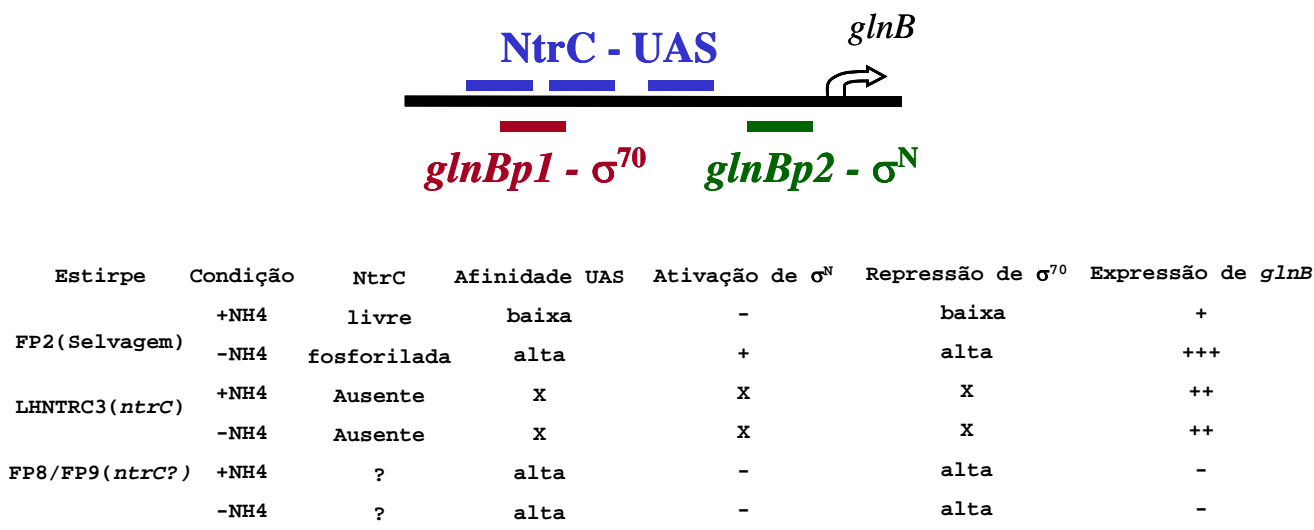 glnB
NtrC - UAS
glnBp1 - σ70 glnBp2 - σN
Estirpe Condição NtrC Afinidade UAS Ativação de σN Repressão de σ70 Expressão de glnB
+NH4 livre baixa - baixa +
FP2(Selvagem)
-NH4 fosforilada alta + alta +++
+NH4 Ausente X X X ++
LHNTRC3(ntrC)
-NH4 Ausente X X X ++
FP8/FP9(ntrC?) +NH4 ? alta - alta -
-NH4 ? alta - alta -